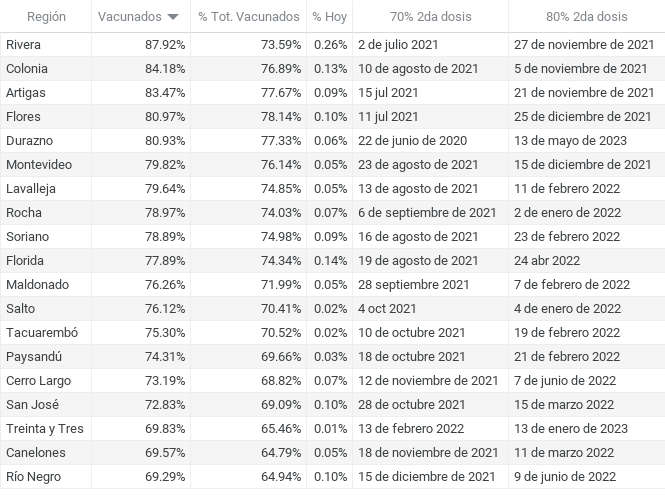 Región Vacunados % Tot. Vacunados % Hoy 70% 2da dosis 80% 2da dosis
Rivera 87.92% 73.59% 0.26% 2 de julio 2021 27 de noviembre de 2021
Colonia 84.18% 76.89% 0.13% 10 de agosto de 2021 5 de noviembre de 2021
Artigas 83.47% 77.67% 0.09% 15 jul 2021 21 de noviembre de 2021
Flores 80.97% 78.14% 0.10% 11 jul 2021 25 de diciembre de 2021
Durazno 80.93% 77.33% 0.06% 22 de junio de 2020 13 de mayo de 2023
Montevideo 79.82% 76.14% 0.05% 23 de agosto de 2021 15 de diciembre de 2021
Lavalleja 79.64% 74.85% 0.05% 13 de agosto de 2021 11 de febrero 2022
Rocha 78.97% 74.03% 0.07% 6 de septiembre de 2021 2 de enero de 2022
Soriano 78.89% 74.98% 0.09% 16 de agosto de 2021 23 de febrero 2022
Florida 77.89% 74.34% 0.14% 19 de agosto de 2021 24 abr 2022
Maldonado 76.26% 71.99% 0.05% 28 septiembre 2021 7 de febrero de 2022
Salto 76.12% 70.41% 0.02% 4 oct 2021 4 de enero de 2022
Tacuarembó 75.30% 70.52% 0.02% 10 de octubre 2021 19 de febrero 2022
Paysandú 74.31% 69.66% 0.03% 18 de octubre 2021 21 de febrero de 2022
Cerro Largo 73.19% 68.82% 0.07% 12 de noviembre de 2021 7 de junio de 2022
San José 72.83% 69.09% 0.10% 28 de octubre 2021 15 de marzo 2022
Treinta y Tres 69.83% 65.46% 0.01% 13 de febrero 2022 13 de enero de 2023
Canelones 69.57% 64.79% 0.05% 18 de noviembre de 2021 11 de marzo 2022
Río Negro 69.29% 64.94% 0.10% 15 de diciembre de 2021 9 de junio de 2022